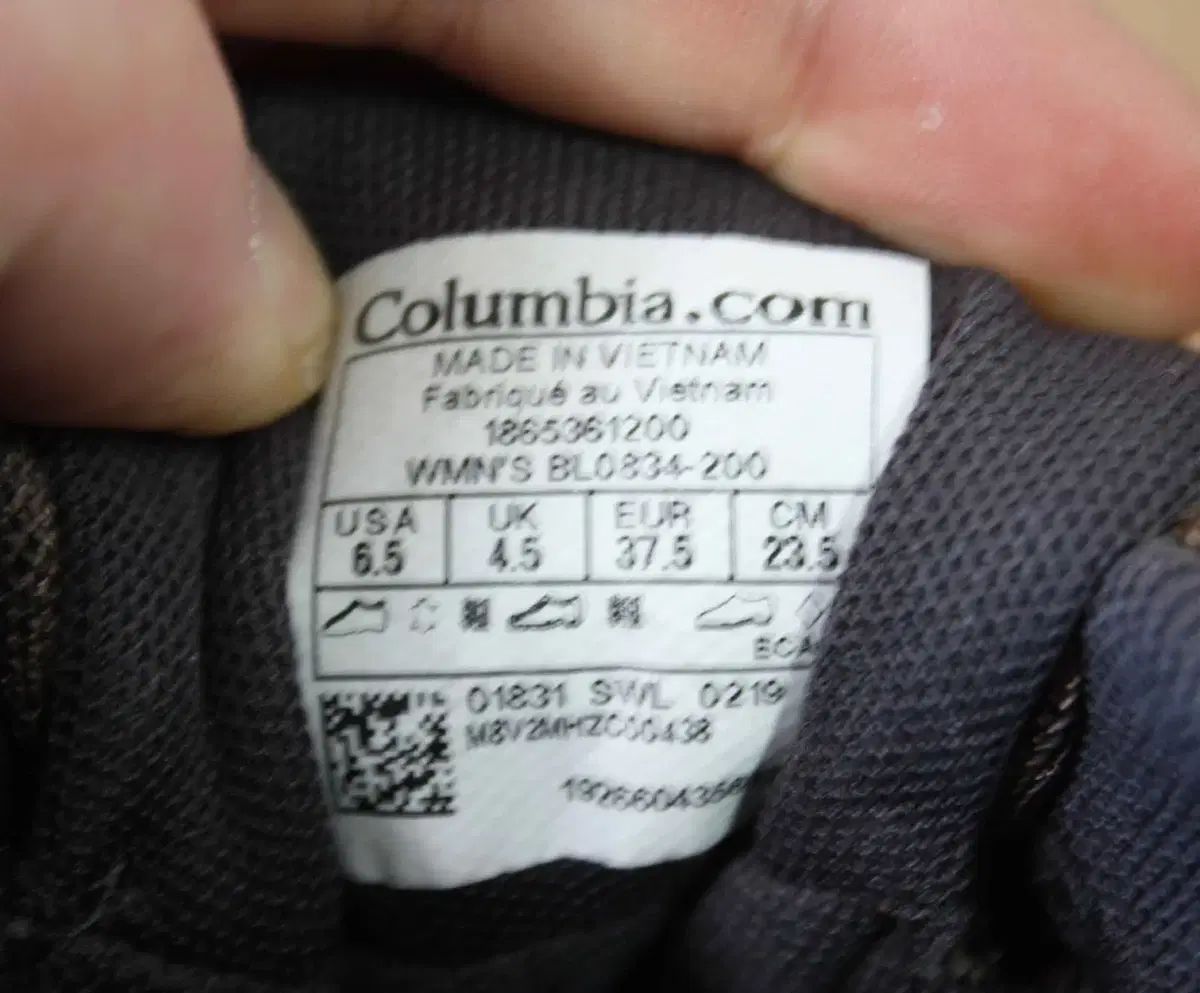 Columbia.com
MADE IN VIETNAM
Fabriqué au Vietnam
1865361200
WMN'S BL0834-200
USA UK EUR CM
6.5 4.5 37.5 23.5
01831 SWL 0219